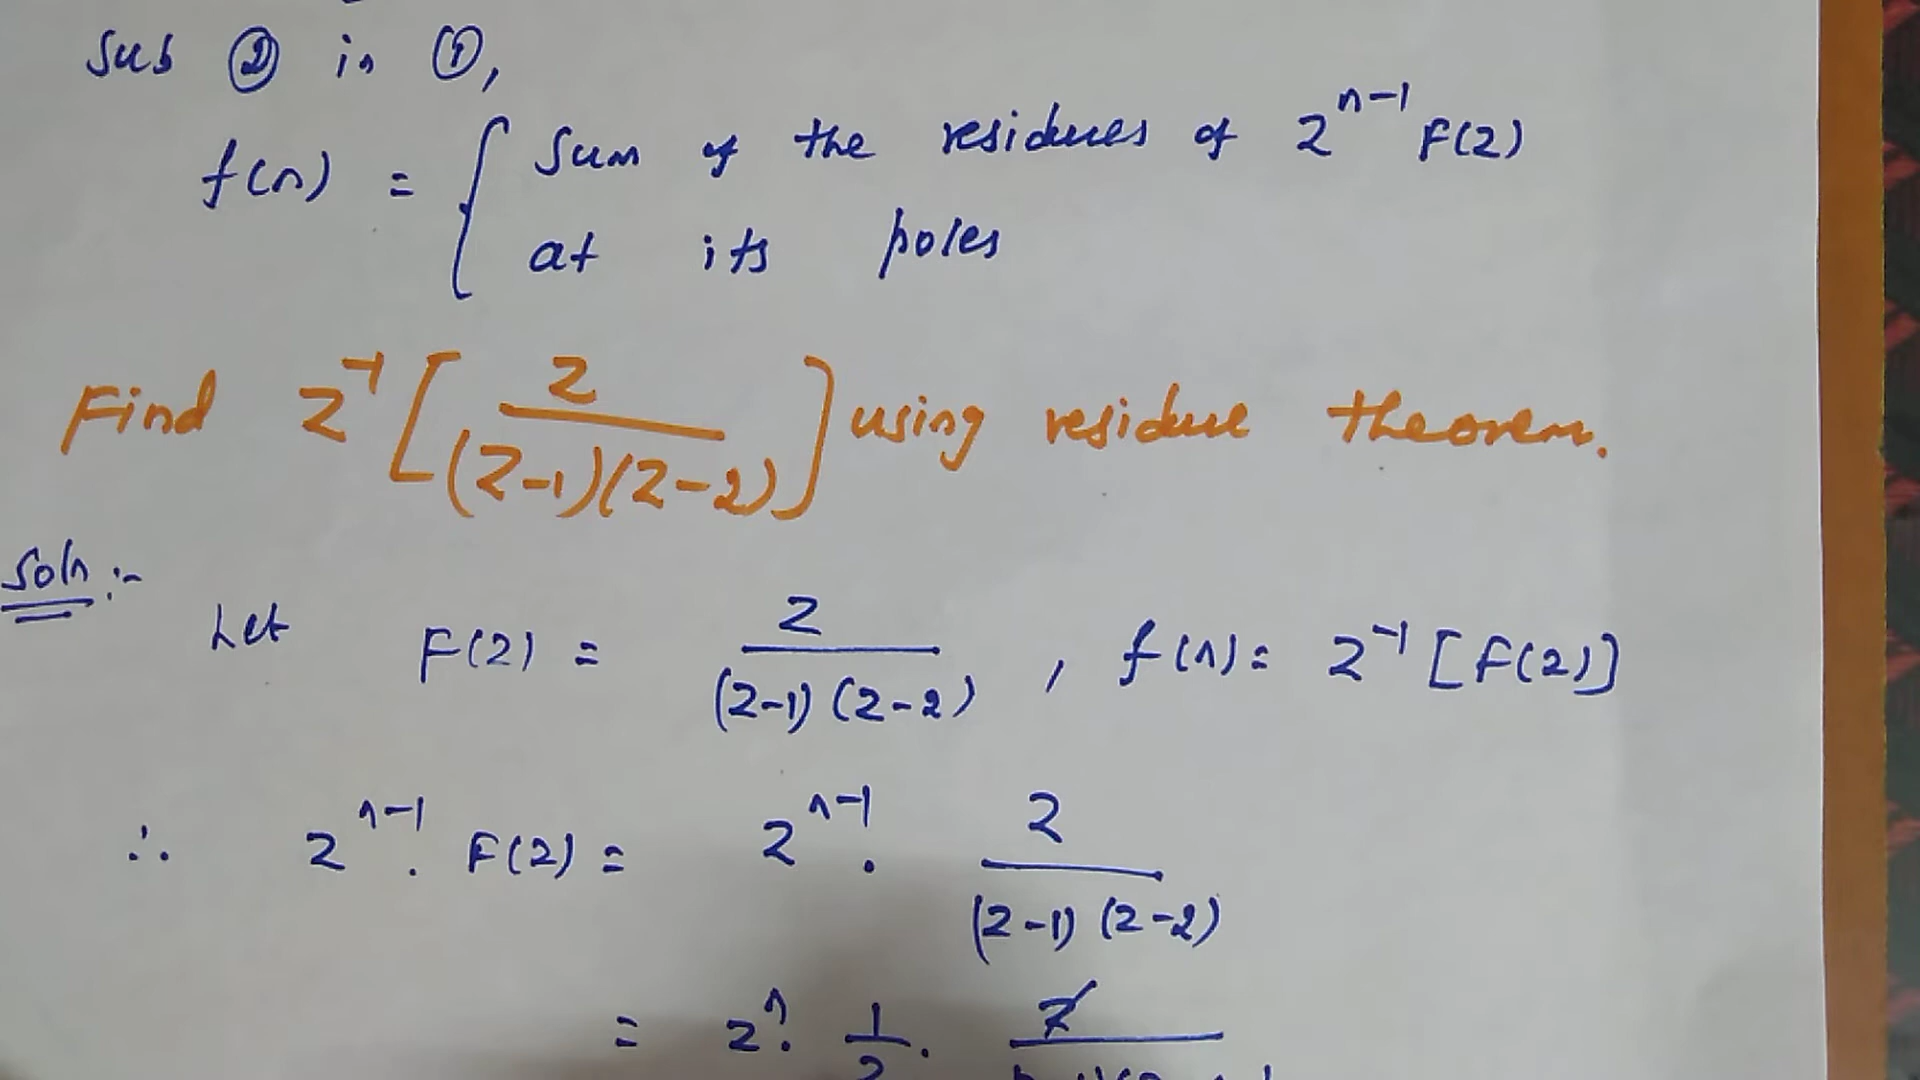 Sub ② in ①,
f(n) = { Sum of the residues of z^{n-1} F(z)
at its poles
Find z^{-1} [ z / (z-1)(z-2) ] using residue theorem.
Soln :-
Let F(z) = z / (z-1)(z-2) , f(n) = z^{-1} [F(z)]
∴ z^{n-1} . F(z) = z^{n-1} . z / (z-1)(z-2)
= z^n . 1/z . z